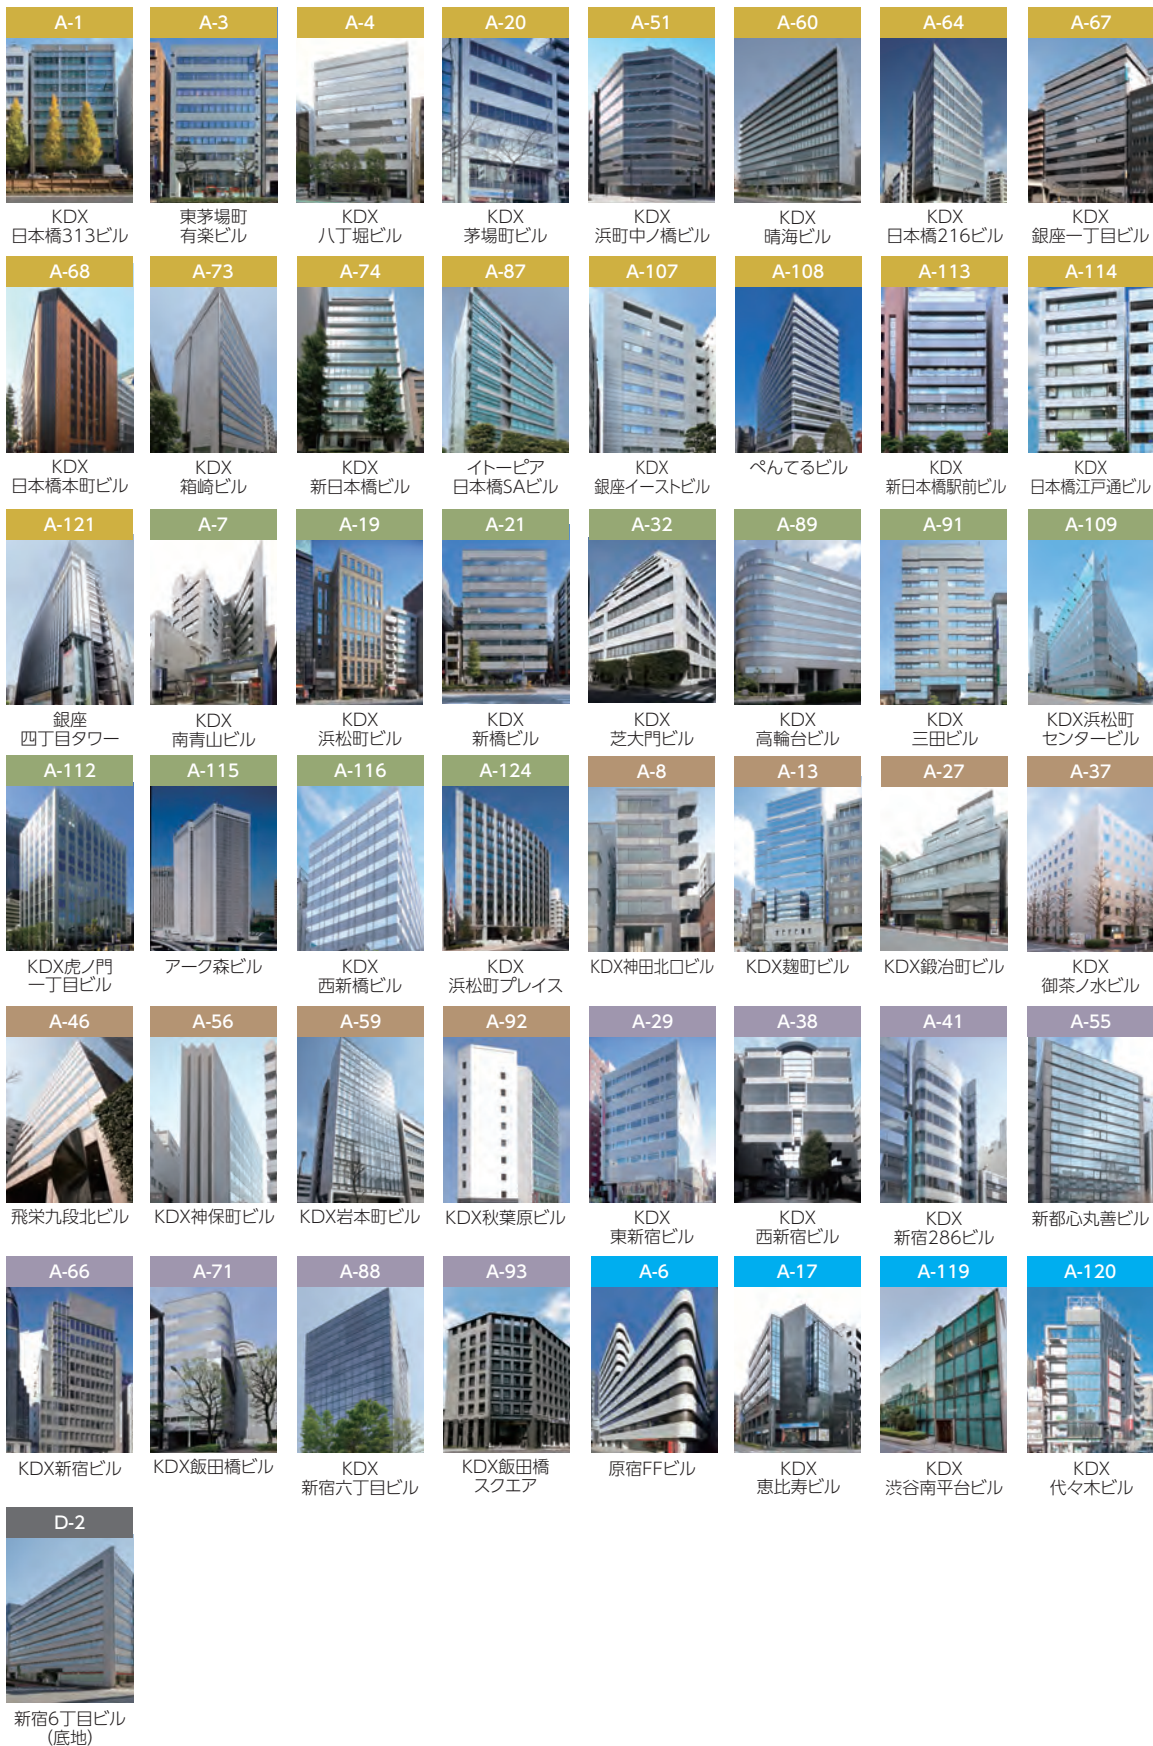 A-1
KDX
日本橋313ビル
A-3
東茅場町
有楽ビル
A-4
KDX
八丁堀ビル
A-20
KDX
茅場町ビル
A-51
KDX
浜町中ノ橋ビル
A-60
KDX
晴海ビル
A-64
KDX
日本橋216ビル
A-67
KDX
銀座一丁目ビル
A-68
KDX
日本橋本町ビル
A-73
KDX
箱崎ビル
A-74
KDX
新日本橋ビル
A-87
イトーピア
日本橋SAビル
A-107
KDX
銀座イーストビル
A-108
ぺんてるビル
A-113
KDX
新日本橋駅前ビル
A-114
KDX
日本橋江戸通ビル
A-121
銀座
四丁目タワー
A-7
KDX
南青山ビル
A-19
KDX
浜松町ビル
A-21
KDX
新橋ビル
A-32
KDX
芝大門ビル
A-89
KDX
高輪台ビル
A-91
KDX
三田ビル
A-109
KDX浜松町
センタービル
A-112
KDX虎ノ門
一丁目ビル
A-115
アーク森ビル
A-116
KDX
西新橋ビル
A-124
KDX
浜松町プレイス
A-8
KDX神田北口ビル
A-13
KDX麹町ビル
A-27
KDX鍛冶町ビル
A-37
KDX
御茶ノ水ビル
A-46
飛栄九段北ビル
A-56
KDX神保町ビル
A-59
KDX岩本町ビル
A-92
KDX秋葉原ビル
A-29
KDX
東新宿ビル
A-38
KDX
西新宿ビル
A-41
KDX
新宿286ビル
A-55
新都心丸善ビル
A-66
KDX新宿ビル
A-71
KDX飯田橋ビル
A-88
KDX
新宿六丁目ビル
A-93
KDX飯田橋
スクエア
A-6
原宿FFビル
A-17
KDX
恵比寿ビル
A-119
KDX
渋谷南平台ビル
A-120
KDX
代々木ビル
D-2
新宿6丁目ビル
(底地)